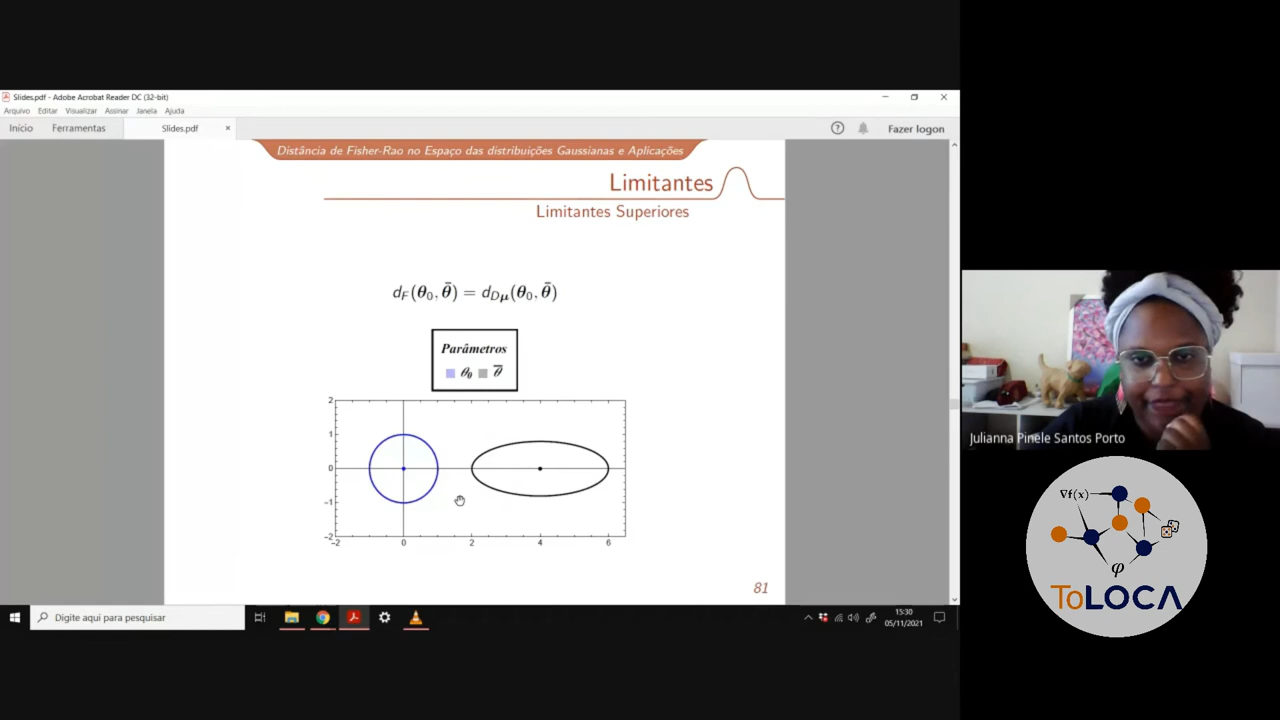 Slides.pdf - Adobe Acrobat Reader DC (32-bit)
Arquivo Editar Visualizar Assinar Janela Ajuda
Início Ferramentas Slides.pdf × Fazer logon
Distância de Fisher-Rao no Espaço das distribuições Gaussianas e Aplicações
Limitantes
Limitantes Superiores
d_F(θ₀, θ̄) = d_{Dμ}(θ₀, θ̄)
Parâmetros
θ₀ θ̄
2
1
0
-1
-2
-2 0 2 4 6
81
Julianna Pinele Santos Porto
∇f(x)
φ
ToLOCA
Digite aqui para pesquisar
15:30
05/11/2021